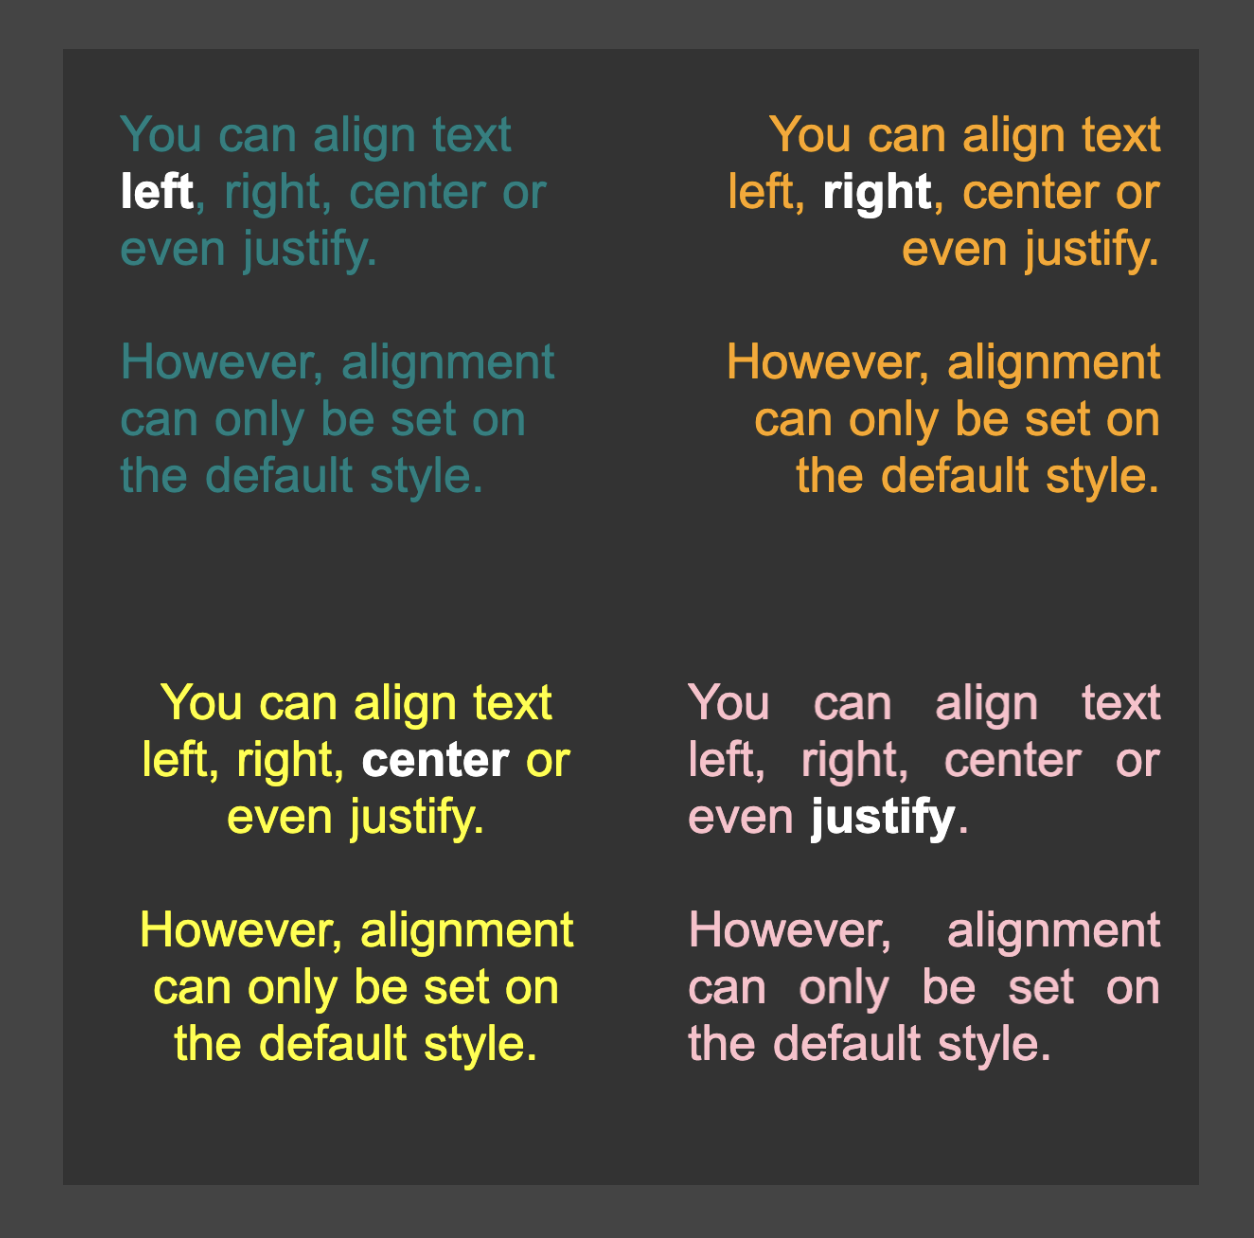 You can align text
left, right, center or
even justify.
However, alignment
can only be set on
the default style.
You can align text
left, right, center or
even justify.
However, alignment
can only be set on
the default style.
You can align text
left, right, center or
even justify.
However, alignment
can only be set on
the default style.
You can align text
left, right, center or
even justify.
However, alignment
can only be set on
the default style.